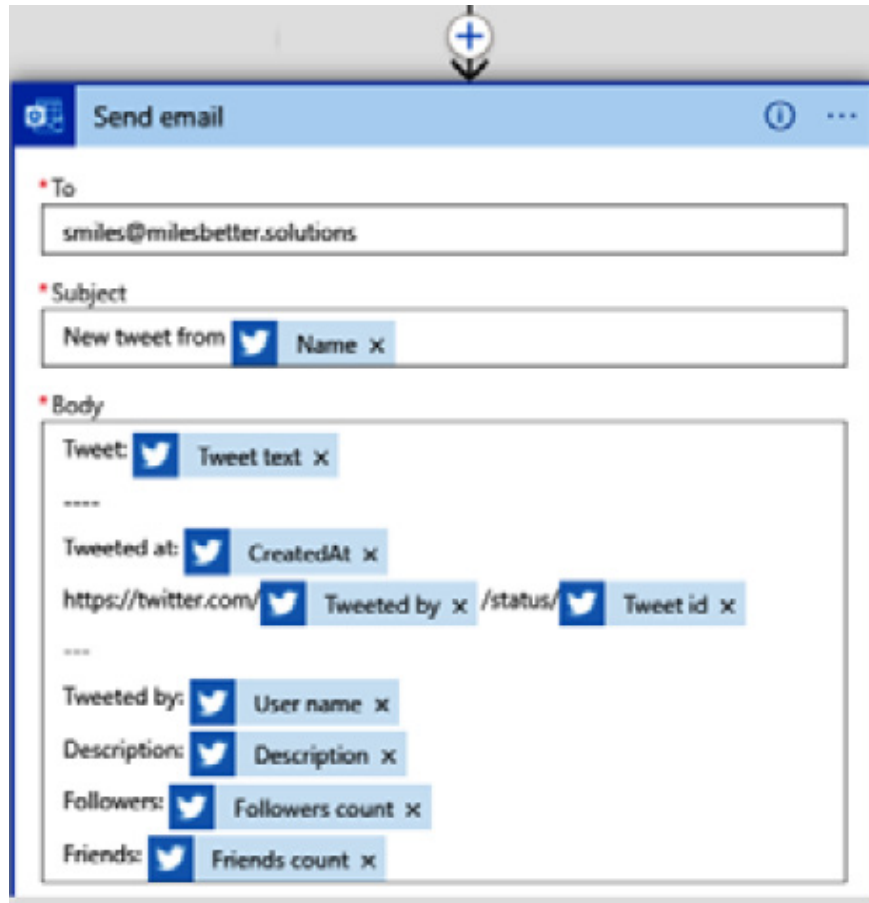 Send email
*To
smiles@milesbetter.solutions
*Subject
New tweet from Name ×
*Body
Tweet: Tweet text ×
----
Tweeted at: CreatedAt ×
https://twitter.com/ Tweeted by × /status/ Tweet id ×
---
Tweeted by: User name ×
Description: Description ×
Followers: Followers count ×
Friends: Friends count ×